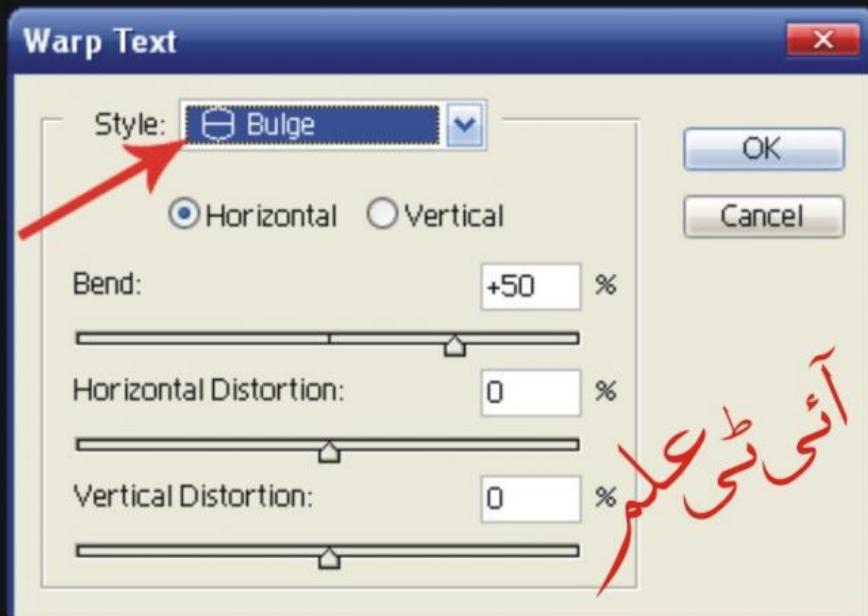 Warp Text
Style: Bulge
OK
Horizontal Vertical
Cancel
Bend: +50 %
Horizontal Distortion: 0 %
Vertical Distortion: 0 %
آئی ٹی علم